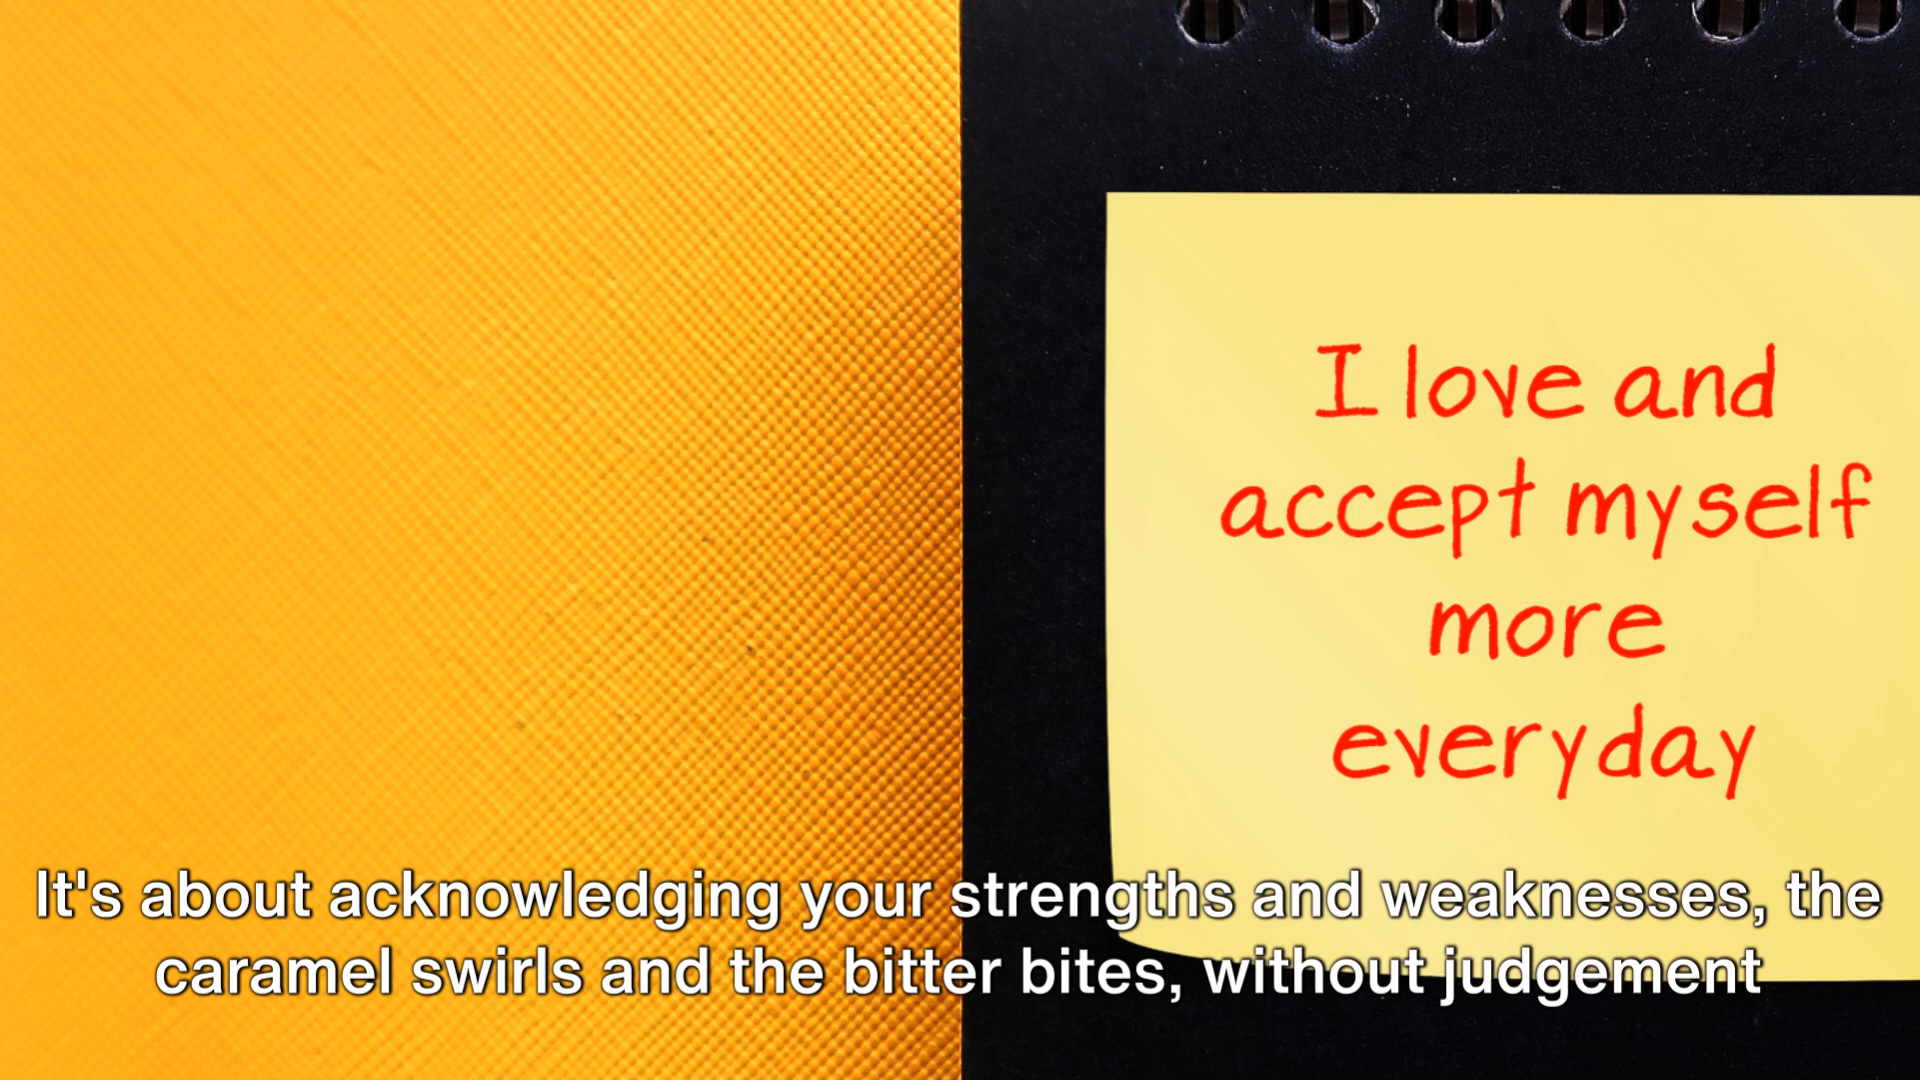 I love and
accept myself
more
everyday
It's about acknowledging your strengths and weaknesses, the
caramel swirls and the bitter bites, without judgement